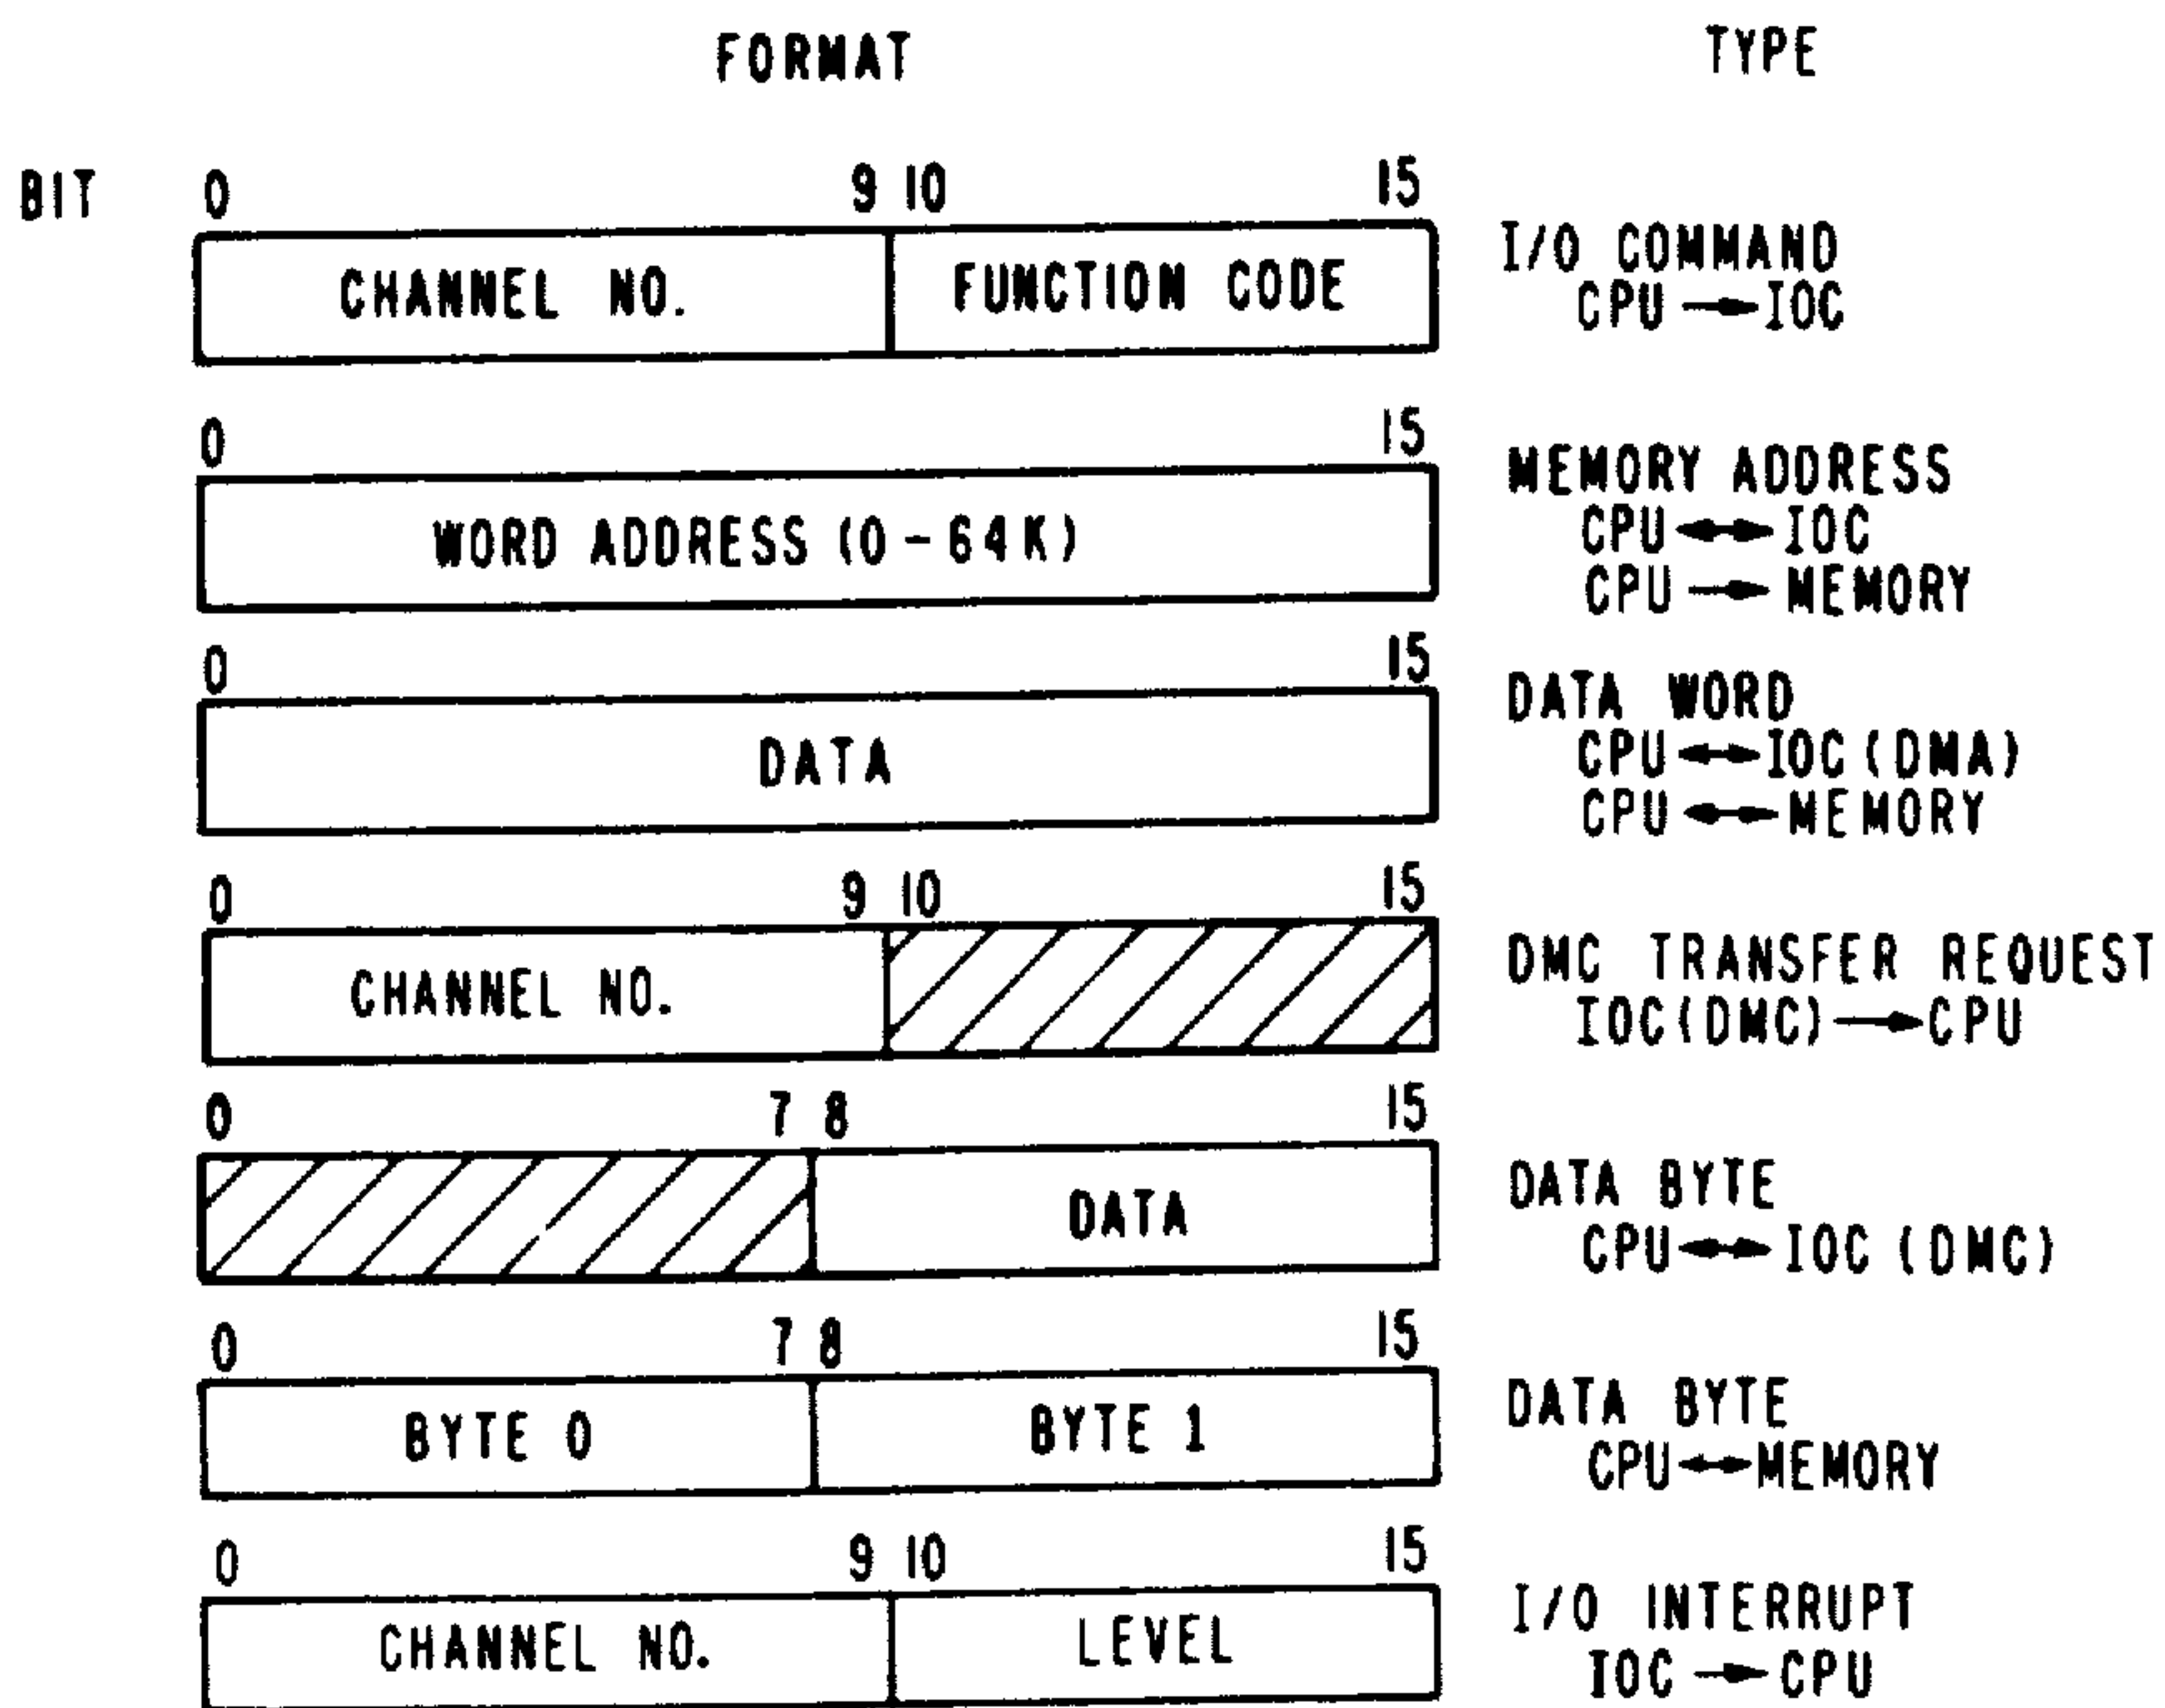 FORMAT TYPE
BIT 0 9 10 15
CHANNEL NO. FUNCTION CODE
I/O COMMAND
CPU → IOC
0 15
WORD ADDRESS (0-64K)
MEMORY ADDRESS
CPU ↔ IOC
CPU → MEMORY
0 15
DATA
DATA WORD
CPU ↔ IOC (DMA)
CPU ↔ MEMORY
0 9 10 15
CHANNEL NO.
DMC TRANSFER REQUEST
IOC(DMC) → CPU
0 7 8 15
DATA
DATA BYTE
CPU ↔ IOC (DMC)
0 7 8 15
BYTE 0 BYTE 1
DATA BYTE
CPU ↔ MEMORY
0 9 10 15
CHANNEL NO. LEVEL
I/O INTERRUPT
IOC → CPU